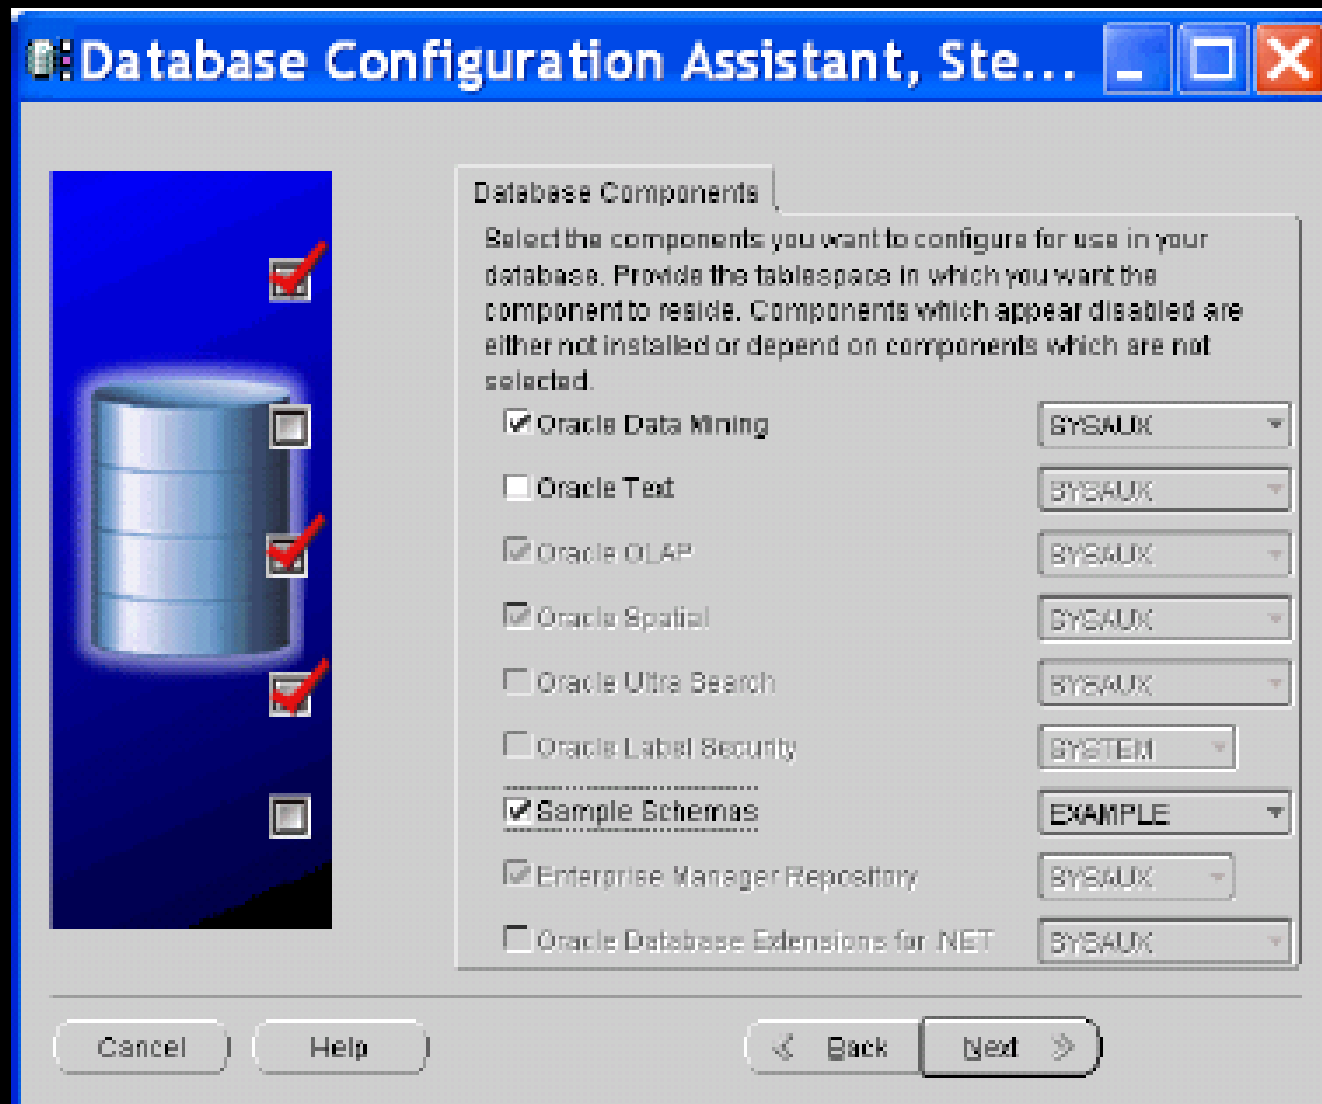 Database Configuration Assistant, Ste...
Database Components
Select the components you want to configure for use in your
database. Provide the tablespace in which you want the
component to reside. Components which appear disabled are
either not installed or depend on components which are not
selected.
Oracle Data Mining SYSAUX
Oracle Text SYSAUX
Oracle OLAP SYSAUX
Oracle Spatial SYSAUX
Oracle Ultra Search SYSAUX
Oracle Label Security SYSTEM
Sample Schemas EXAMPLE
Enterprise Manager Repository SYSAUX
Oracle Database Extensions for .NET SYSAUX
Cancel Help Back Next